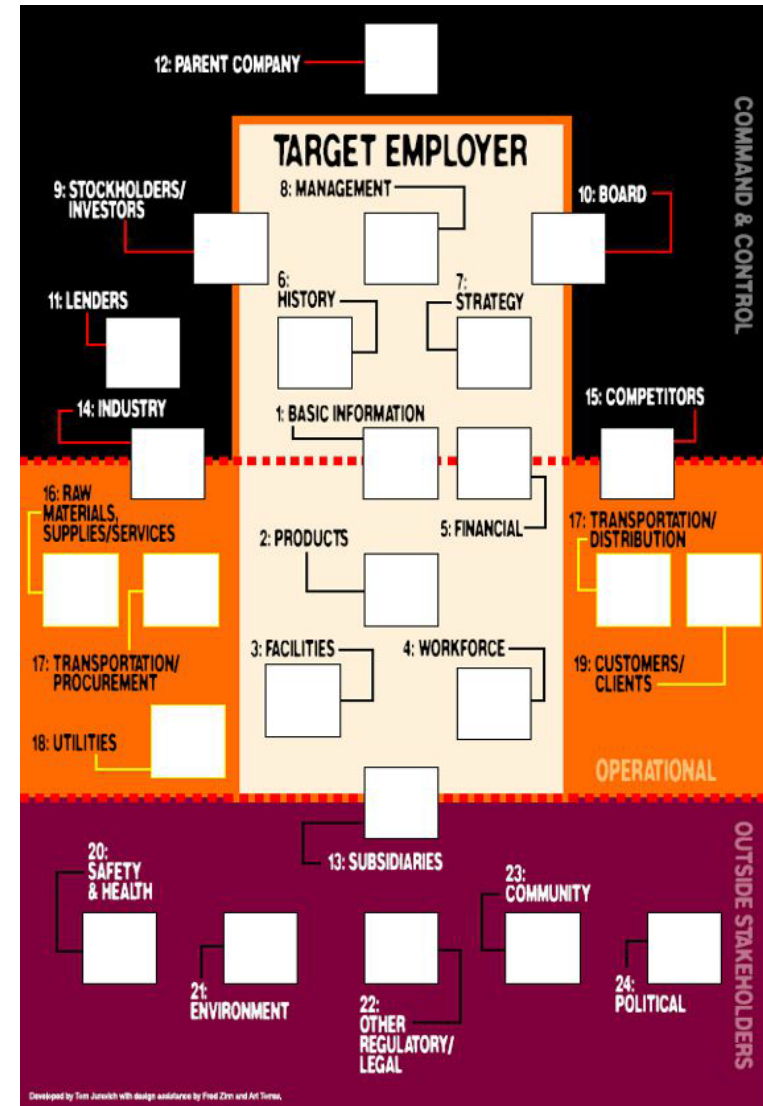 12: PARENT COMPANY
COMMAND & CONTROL
TARGET EMPLOYER
8: MANAGEMENT
9: STOCKHOLDERS/
INVESTORS
10: BOARD
6:
HISTORY
7:
STRATEGY
11: LENDERS
14: INDUSTRY
1: BASIC INFORMATION
15: COMPETITORS
16: RAW
MATERIALS,
SUPPLIES/SERVICES
5: FINANCIAL
17: TRANSPORTATION/
DISTRIBUTION
2: PRODUCTS
3: FACILITIES
4: WORKFORCE
17: TRANSPORTATION/
PROCUREMENT
19: CUSTOMERS/
CLIENTS
18: UTILITIES
OPERATIONAL
13: SUBSIDIARIES
OUTSIDE STAKEHOLDERS
20:
SAFETY
& HEALTH
23:
COMMUNITY
21:
ENVIRONMENT
22:
OTHER
REGULATORY/
LEGAL
24:
POLITICAL
Developed by Tom Juravich with design assistance by Fred Zinn and Art Torres.